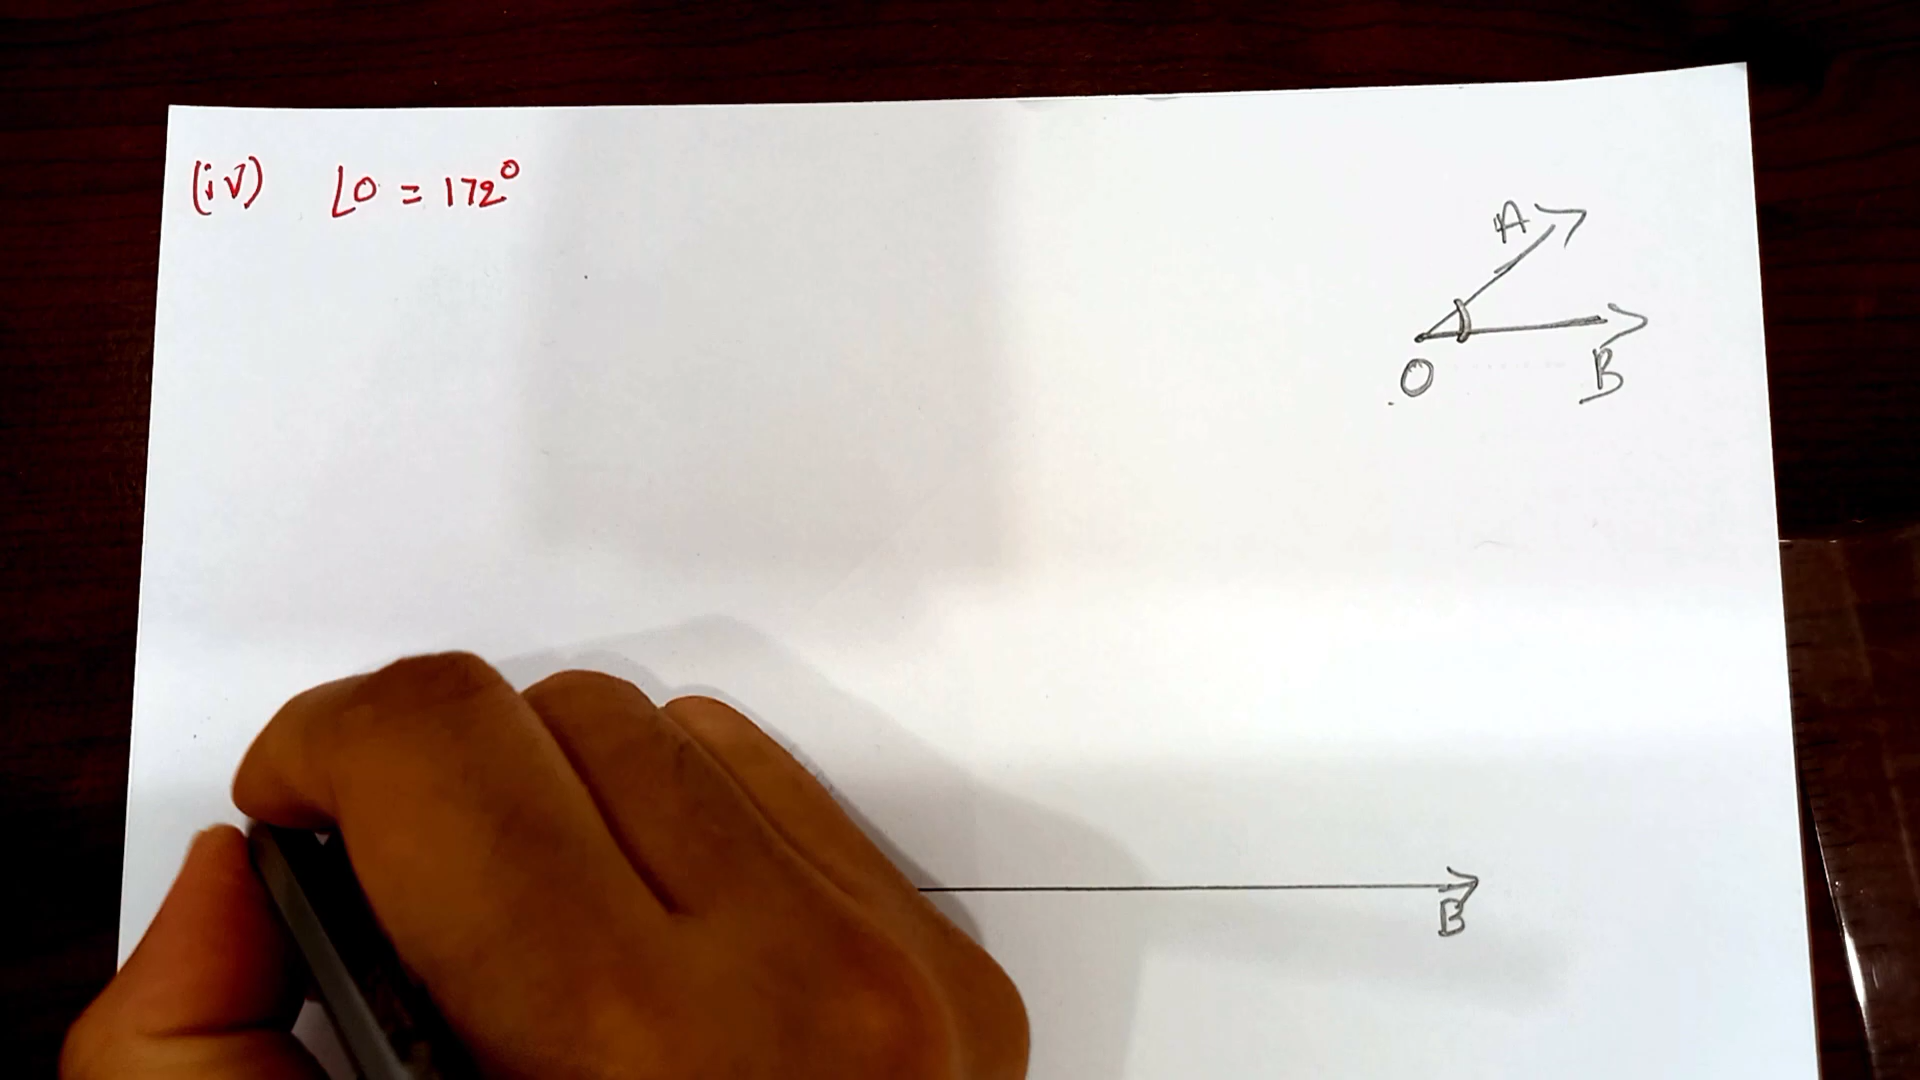 (iv) ∠O = 172°
A
O B
B